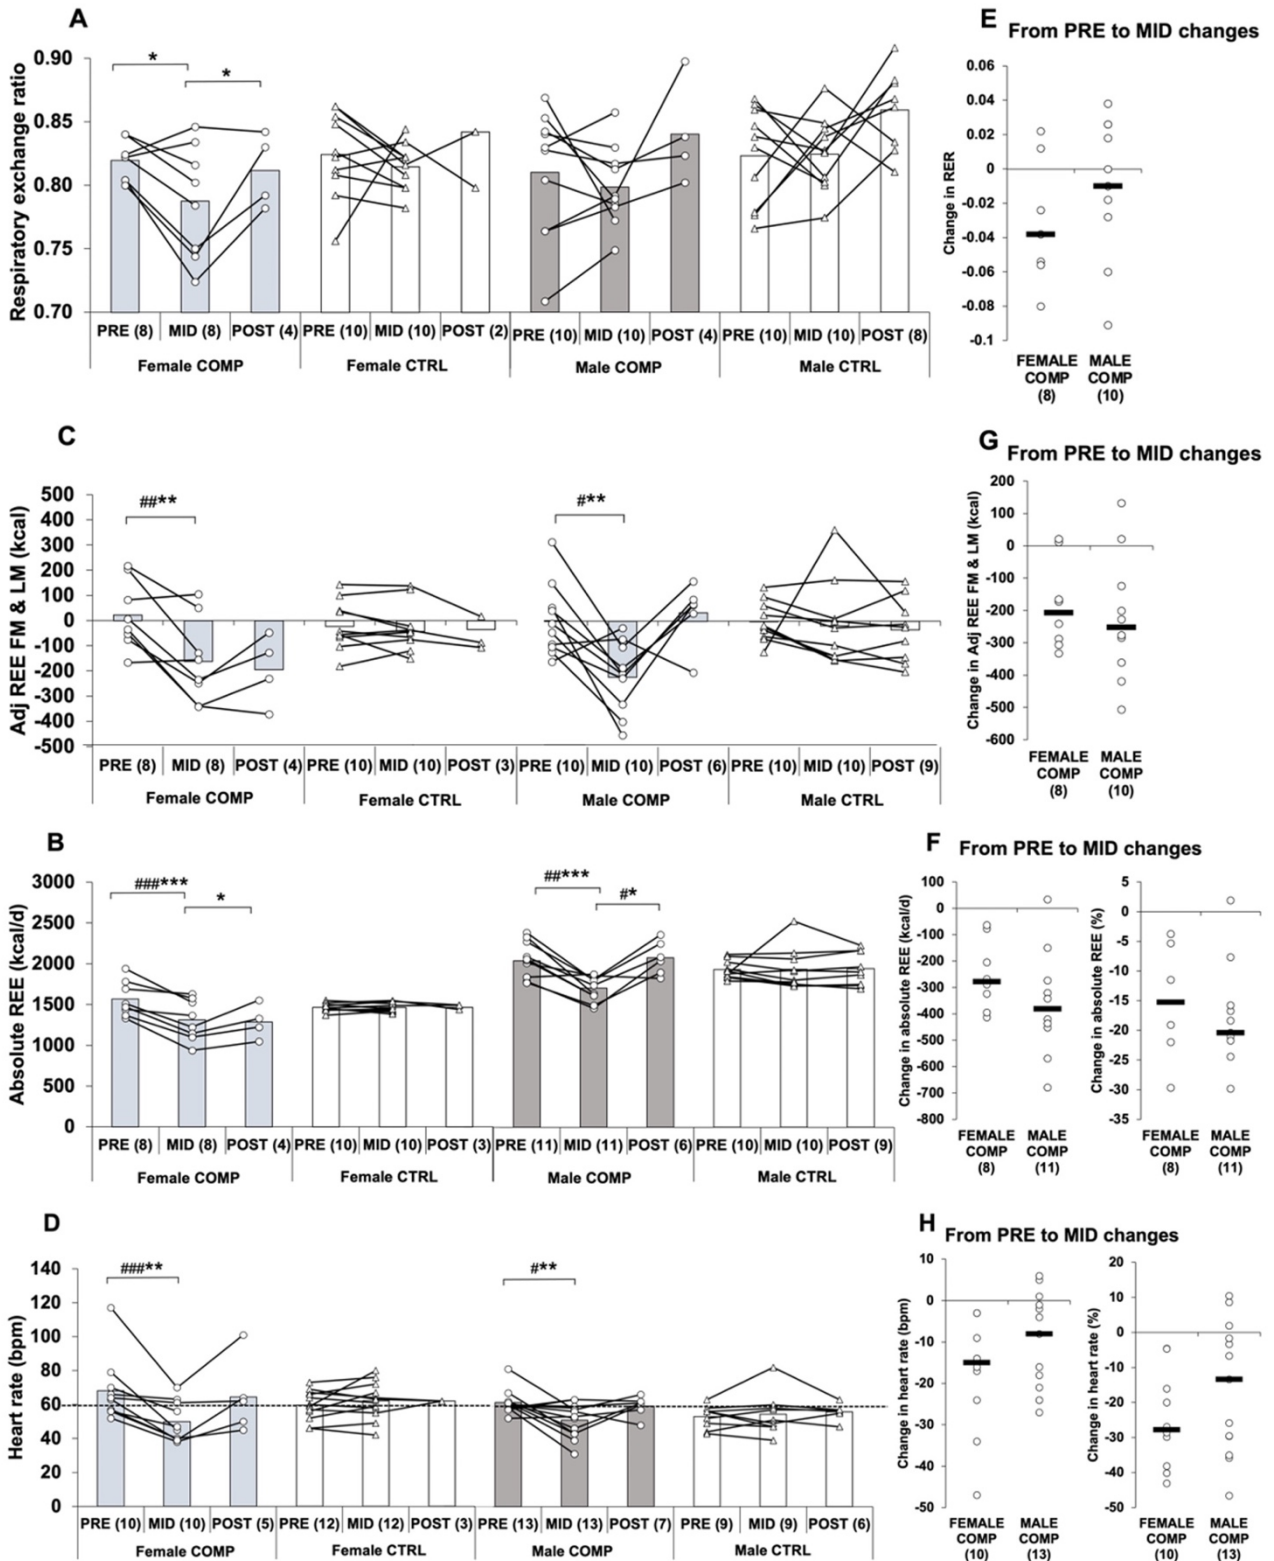 A
Respiratory exchange ratio
0.90
0.85
0.80
0.75
0.70
*
*
PRE (8) MID (8) POST (4) PRE (10) MID (10) POST (2) PRE (10) MID (10) POST (4) PRE (10) MID (10) POST (8)
Female COMP Female CTRL Male COMP Male CTRL
E
From PRE to MID changes
Change in RER
0.06
0.04
0.02
0
-0.02
-0.04
-0.06
-0.08
-0.1
FEMALE MALE
COMP COMP
(8) (10)
C
Adj REE FM & LM (kcal)
500
400
300
200
100
0
-100
-200
-300
-400
-500
##**
#**
PRE (8) MID (8) POST (4) PRE (10) MID (10) POST (3) PRE (10) MID (10) POST (6) PRE (10) MID (10) POST (9)
Female COMP Female CTRL Male COMP Male CTRL
G
From PRE to MID changes
Change in Adj REE FM & LM (kcal)
200
100
0
-100
-200
-300
-400
-500
-600
FEMALE MALE
COMP COMP
(8) (10)
B
Absolute REE (kcal/d)
3000
2500
2000
1500
1000
500
0
###***
*
##***
#*
PRE (8) MID (8) POST (4) PRE (10) MID (10) POST (3) PRE (11) MID (11) POST (6) PRE (10) MID (10) POST (9)
Female COMP Female CTRL Male COMP Male CTRL
F
From PRE to MID changes
Change in absolute REE (kcal/d)
100
0
-100
-200
-300
-400
-500
-600
-700
-800
FEMALE MALE
COMP COMP
(8) (11)
Change in absolute REE (%)
5
0
-5
-10
-15
-20
-25
-30
-35
FEMALE MALE
COMP COMP
(8) (11)
D
Heart rate (bpm)
140
120
100
80
60
40
20
0
###**
#**
PRE (10) MID (10) POST (5) PRE (12) MID (12) POST (3) PRE (13) MID (13) POST (7) PRE (9) MID (9) POST (6)
Female COMP Female CTRL Male COMP Male CTRL
H
From PRE to MID changes
Change in heart rate (bpm)
10
0
-10
-20
-30
-40
-50
FEMALE MALE
COMP COMP
(10) (13)
Change in heart rate (%)
20
10
0
-10
-20
-30
-40
-50
FEMALE MALE
COMP COMP
(10) (13)